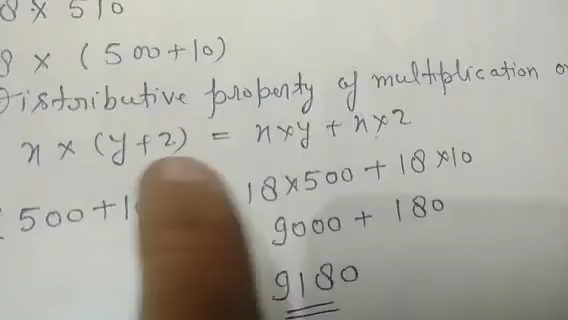 8 × 510
8 × (500+10)
Distributive property of multiplication
x × (y+z) = x×y + x×z
500+1 18×500 + 18×10
9000 + 180
9180